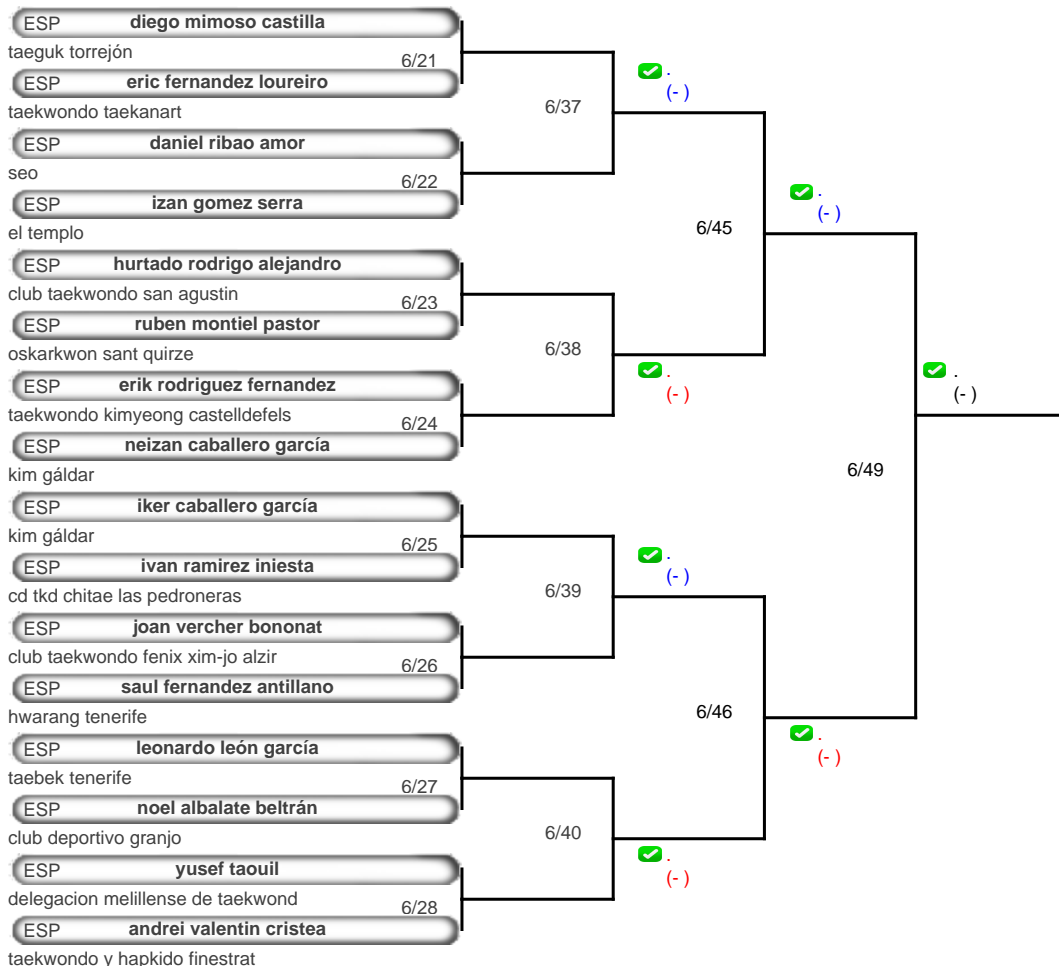 ESP diego mimoso castilla
taeguk torrejón
6/21
ESP eric fernandez loureiro
taekwondo taekanart
6/37
. (- )
ESP daniel ribao amor
seo
6/22
ESP izan gomez serra
el templo
6/45
. (- )
ESP hurtado rodrigo alejandro
club taekwondo san agustin
6/23
ESP ruben montiel pastor
oskarkwon sant quirze
6/38
. (- )
ESP erik rodriguez fernandez
taekwondo kimyeong castelldefels
6/24
ESP neizan caballero garcía
kim gáldar
6/49
. (- )
ESP iker caballero garcía
kim gáldar
6/25
ESP ivan ramirez iniesta
cd tkd chitae las pedroneras
6/39
. (- )
ESP joan vercher bononat
club taekwondo fenix xim-jo alzir
6/26
ESP saul fernandez antillano
hwarang tenerife
6/46
. (- )
ESP leonardo león garcía
taebek tenerife
6/27
ESP noel albalate beltrán
club deportivo granjo
6/40
. (- )
ESP yusef taouil
delegacion melillense de taekwond
6/28
ESP andrei valentin cristea
taekwondo y hapkido finestrat